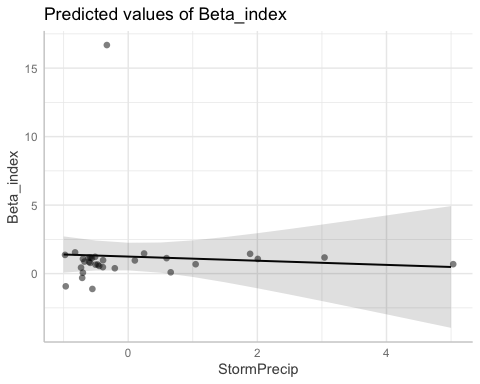 Predicted values of Beta_index
15
10
5
0
Beta_index
0 2 4
StormPrecip